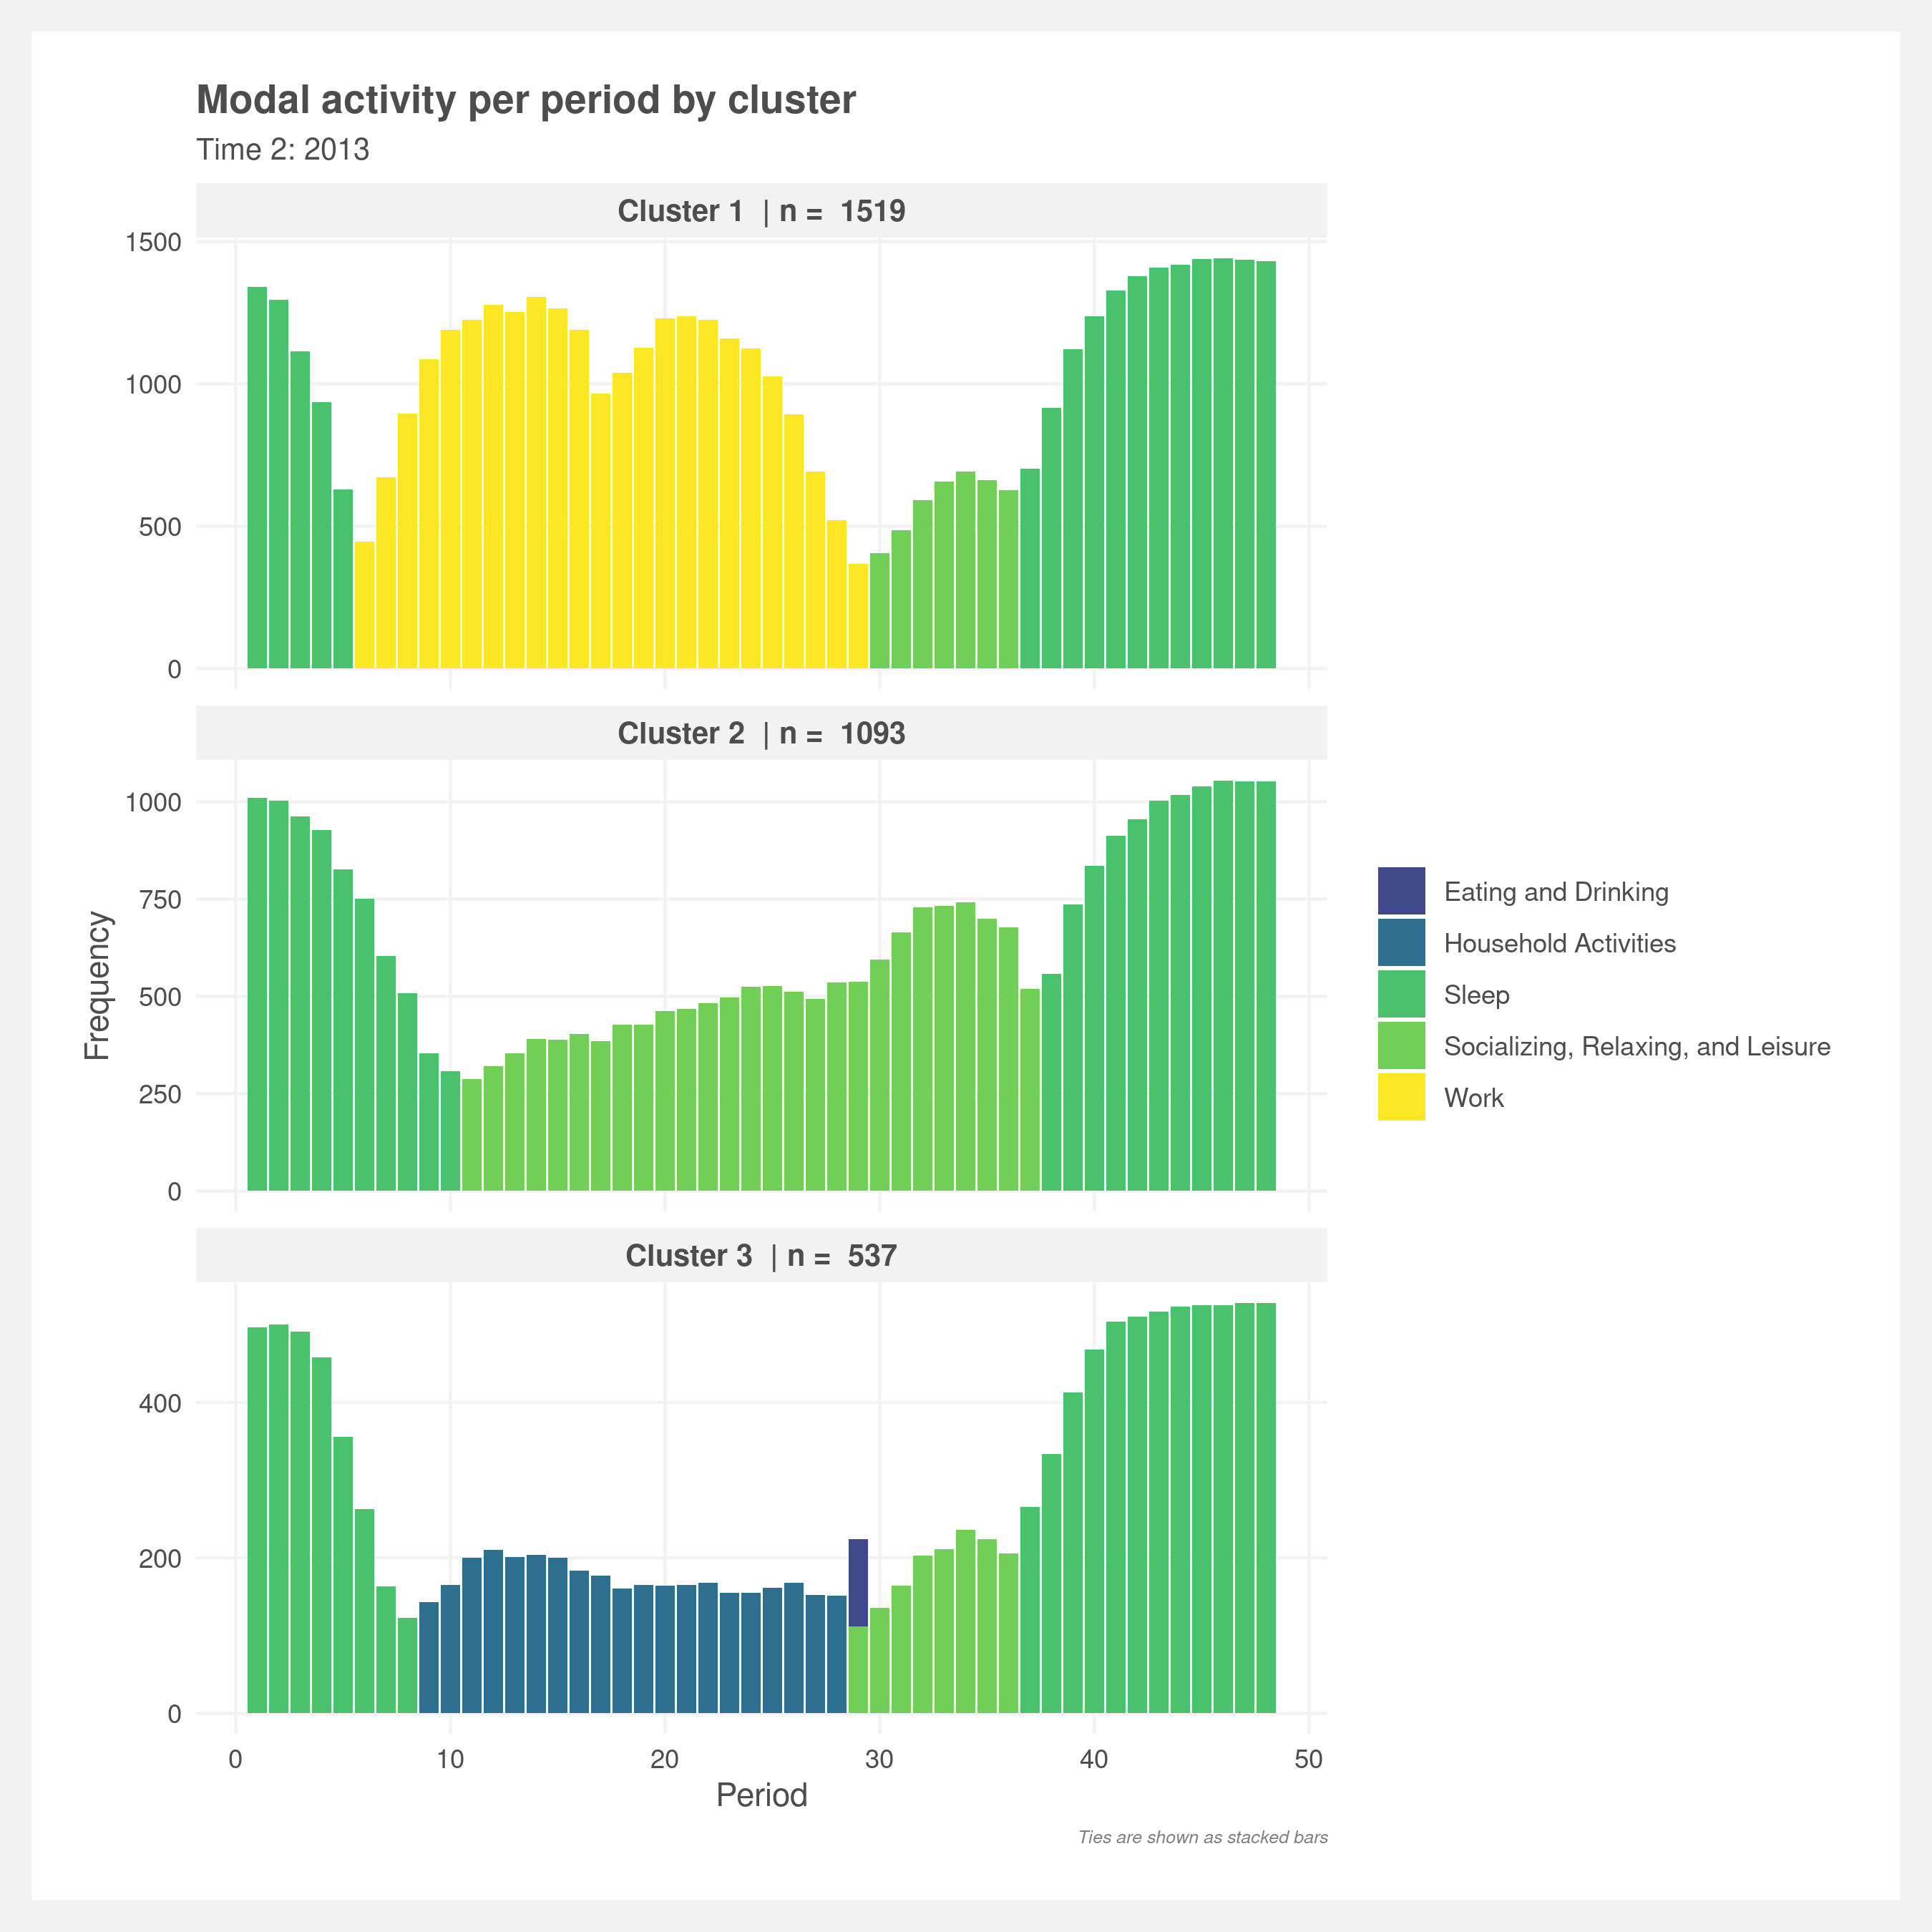 Modal activity per period by cluster
Time 2: 2013
Cluster 1 | n = 1519
1500
1000
500
0
Cluster 2 | n = 1093
1000
750
500
250
0
Frequency
Eating and Drinking
Household Activities
Sleep
Socializing, Relaxing, and Leisure
Work
Cluster 3 | n = 537
400
200
0
0 10 20 30 40 50
Period
Ties are shown as stacked bars